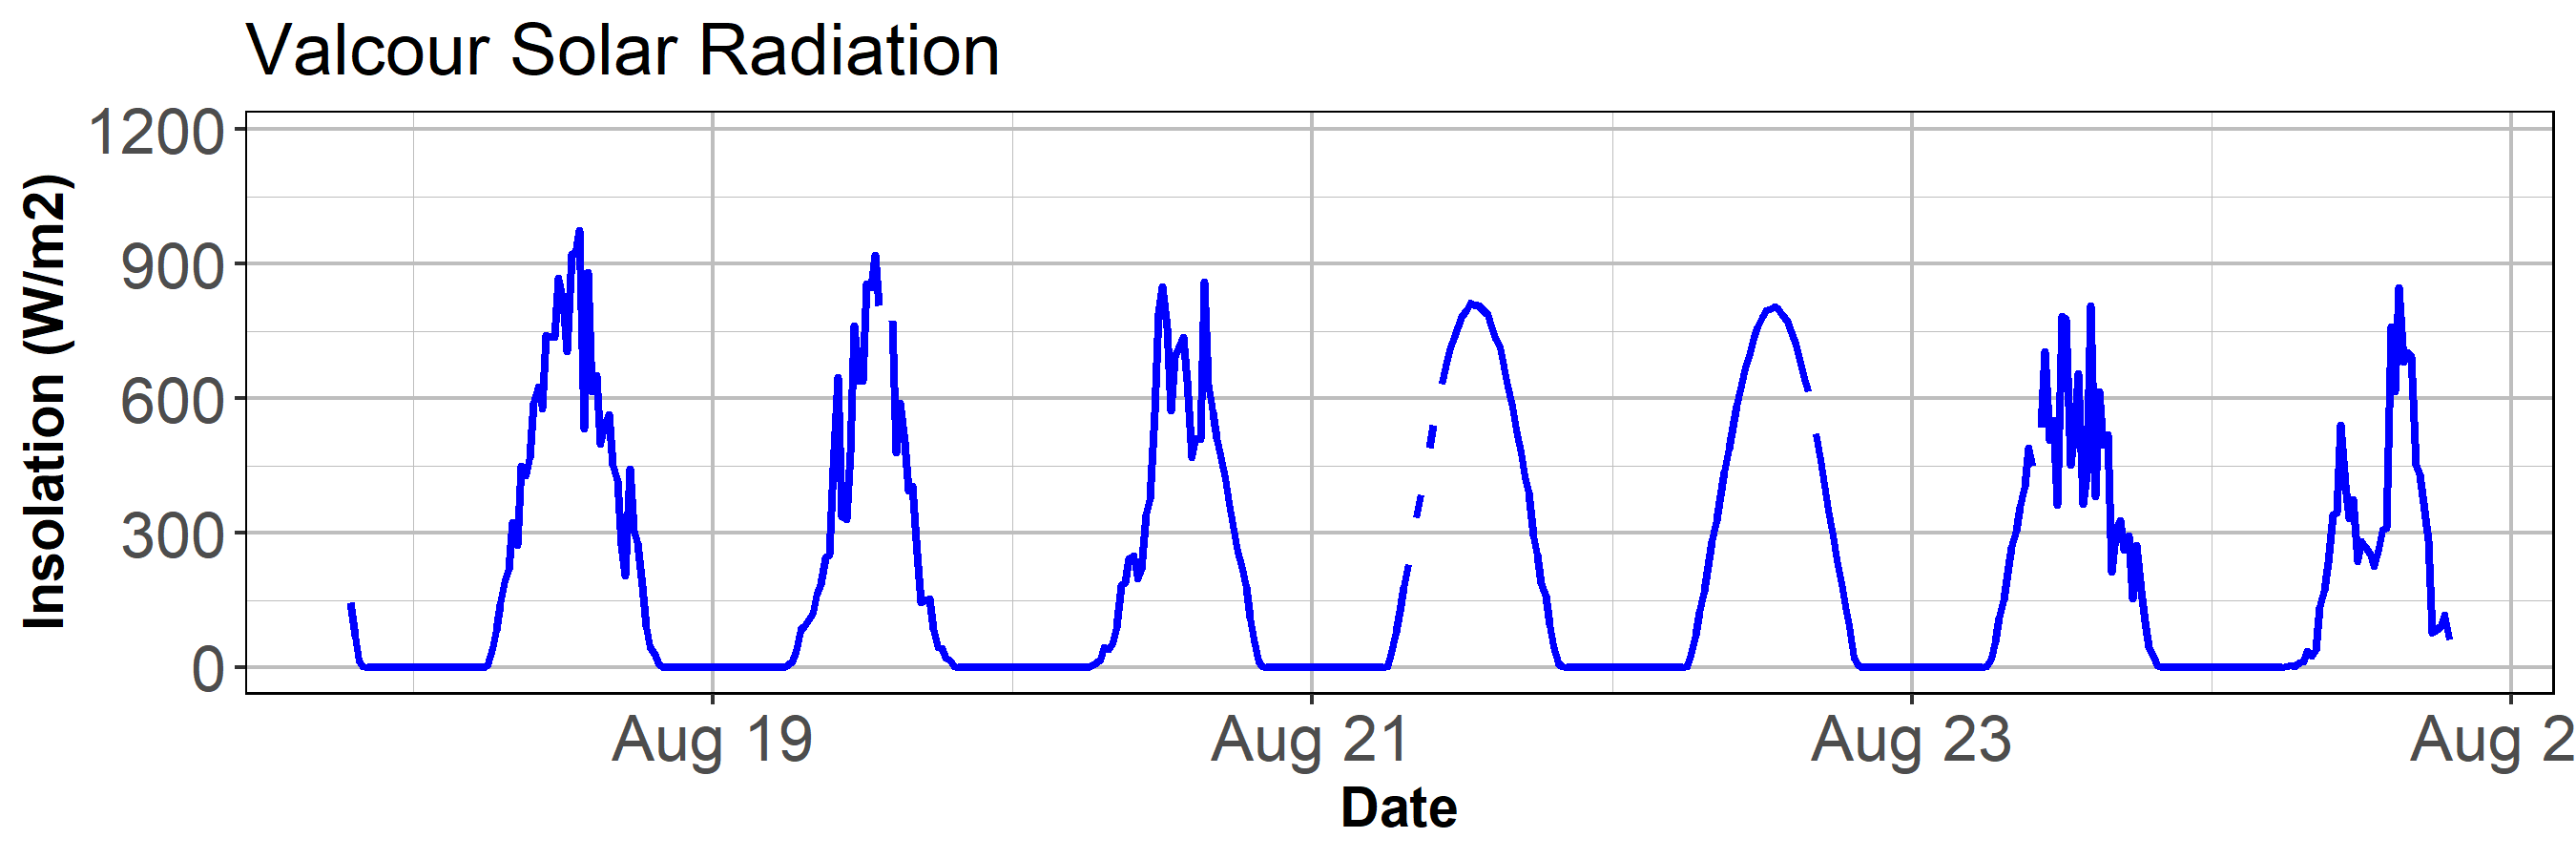 Valcour Solar Radiation
1200
900
600
300
0
Insolation (W/m2)
Aug 19
Aug 21
Aug 23
Aug 2
Date